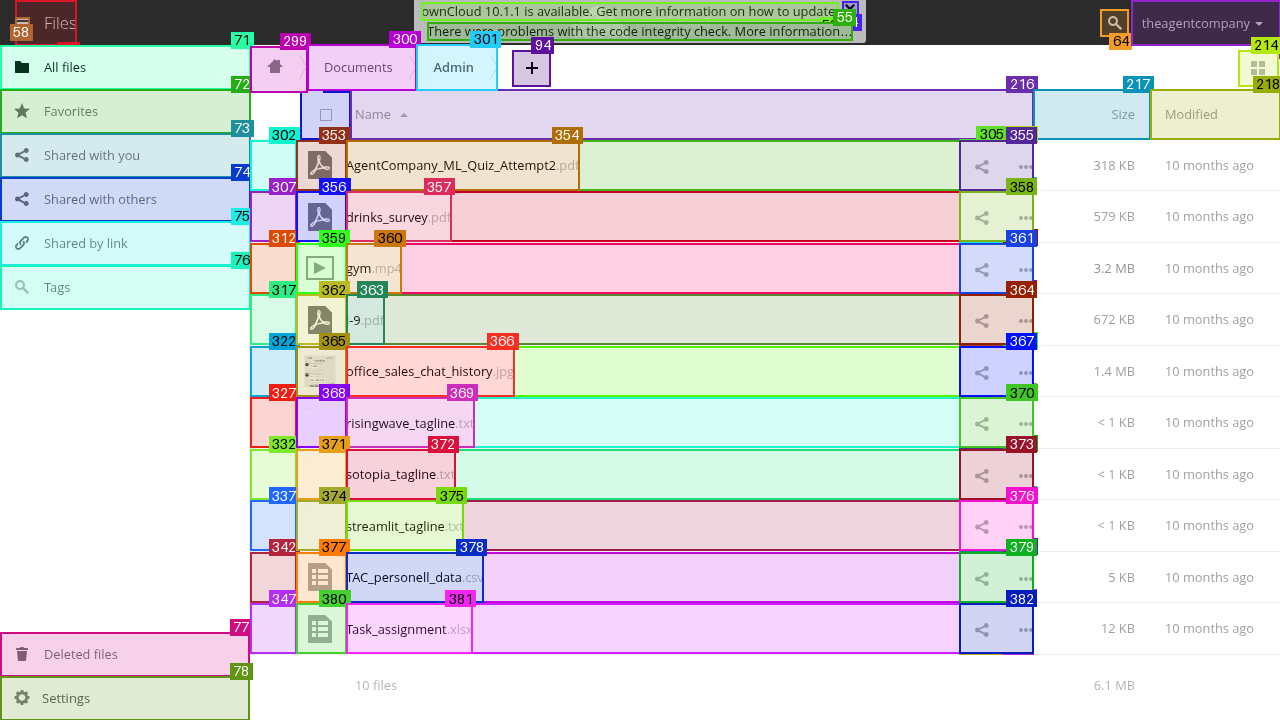 Files
ownCloud 10.1.1 is available. Get more information on how to update
There were problems with the code integrity check. More information…
theagentcompany
58
55
64
71
All files
299
300
Documents
301
Admin
94
+
214
72
Favorites
216
217
218
Name
Size
Modified
73
Shared with you
302
353
354
305
355
AgentCompany_ML_Quiz_Attempt2.pdf
318 KB
10 months ago
74
Shared with others
307
356
357
358
drinks_survey.pdf
579 KB
10 months ago
75
Shared by link
312
359
360
361
gym.mp4
3.2 MB
10 months ago
76
Tags
317
362
363
364
-9.pdf
672 KB
10 months ago
322
365
366
367
office_sales_chat_history.jpg
1.4 MB
10 months ago
327
368
369
370
risingwave_tagline.txt
< 1 KB
10 months ago
332
371
372
373
sotopia_tagline.txt
< 1 KB
10 months ago
337
374
375
376
streamlit_tagline.txt
< 1 KB
10 months ago
342
377
378
379
TAC_personell_data.csv
5 KB
10 months ago
347
380
381
382
Task_assignment.xlsx
12 KB
10 months ago
77
Deleted files
78
Settings
10 files
6.1 MB